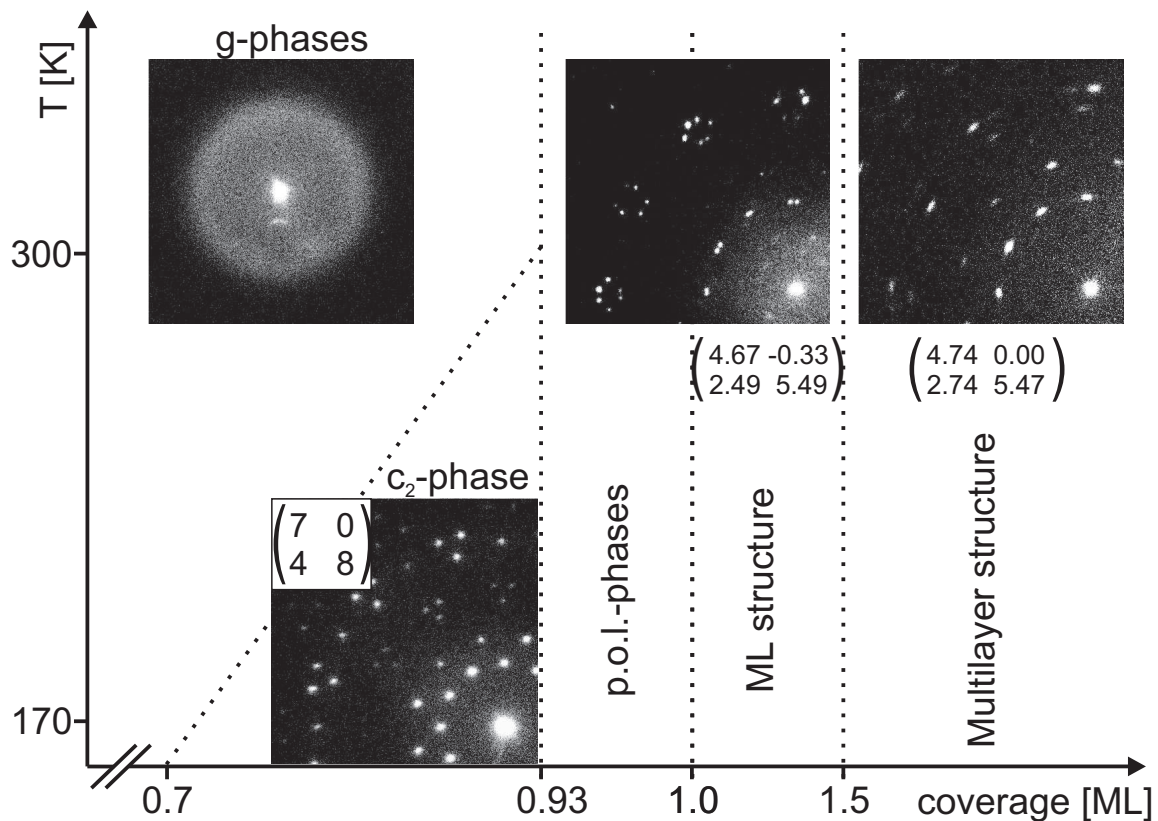 g-phases
T [K]
300
170
(4.67 -0.33
2.49 5.49)
(4.74 0.00
2.74 5.47)
c₂-phase
(7 0
4 8)
p.o.l.-phases
ML structure
Multilayer structure
0.7
0.93
1.0
1.5
coverage [ML]